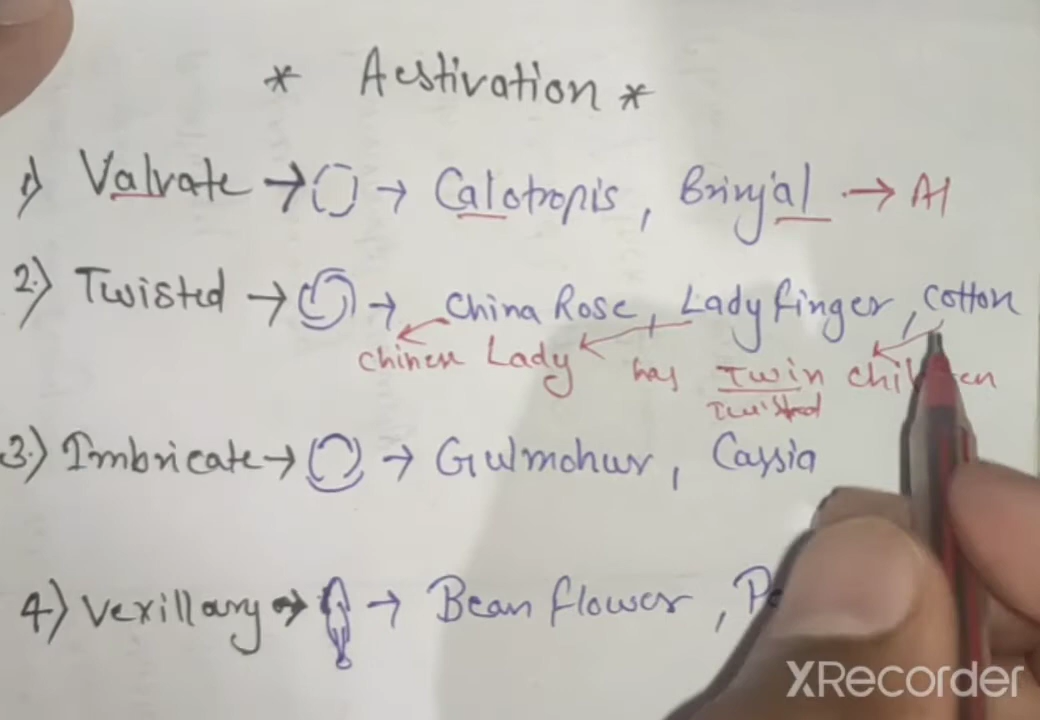 * Aestivation *
1) Valvate → → Calotropis, Brinjal → Al
2.) Twisted → → China Rose, Lady finger, Cotton
Chinese Lady has Twin
Twisted
3.) Imbricate → → Gulmohur, Cassia
4.) Vexillary → → Bean flower,
XRecorder